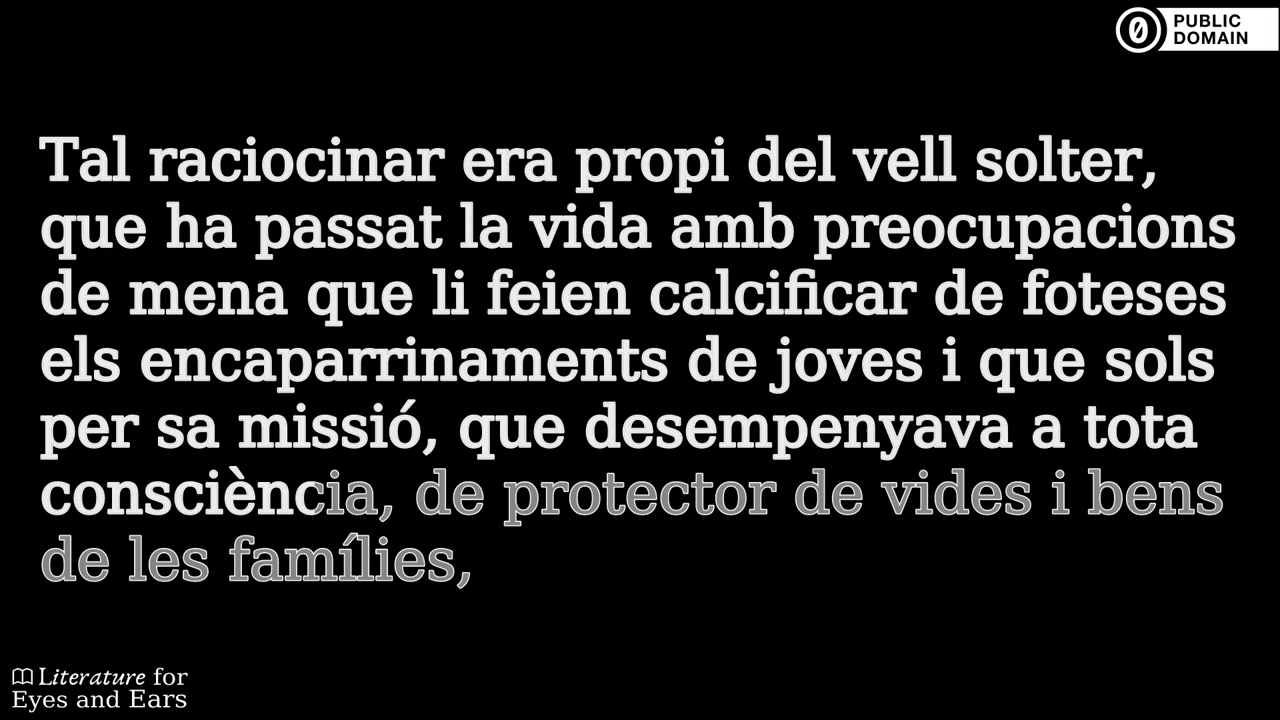 PUBLIC
DOMAIN
Tal raciocinar era propi del vell solter,
que ha passat la vida amb preocupacions
de mena que li feien calcificar de foteses
els encaparrinaments de joves i que sols
per sa missió, que desempenyava a tota
consciència, de protector de vides i bens
de les famílies,
Literature for
Eyes and Ears